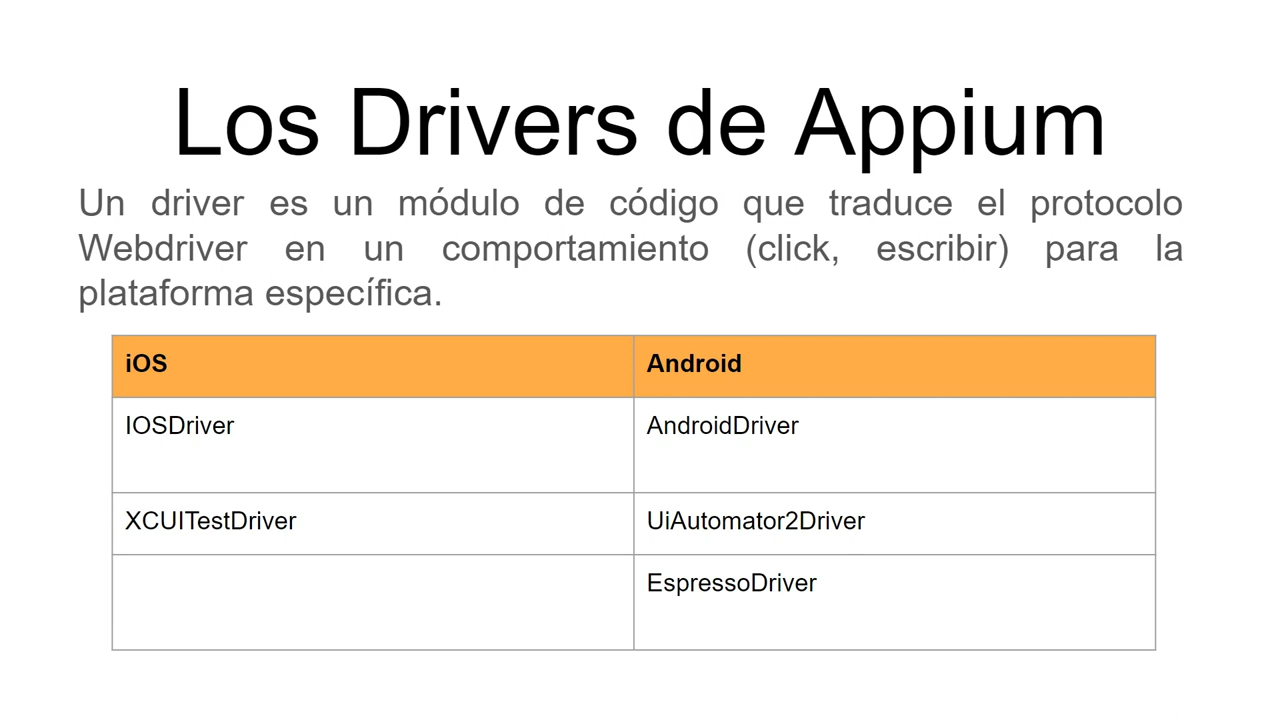 Los Drivers de Appium
Un driver es un módulo de código que traduce el protocolo
Webdriver en un comportamiento (click, escribir) para la
plataforma específica.
iOS Android
IOSDriver AndroidDriver
XCUITestDriver UiAutomator2Driver
EspressoDriver